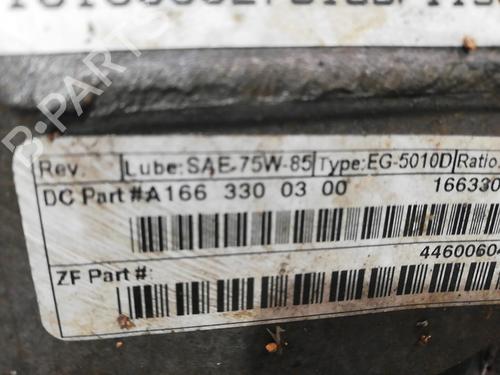 B-PARTS
Rev. Lube:SAE-75W-85 Type:EG-5010D Ratio:
DC Part #A166 330 03 00 166330
4460060
ZF Part #: